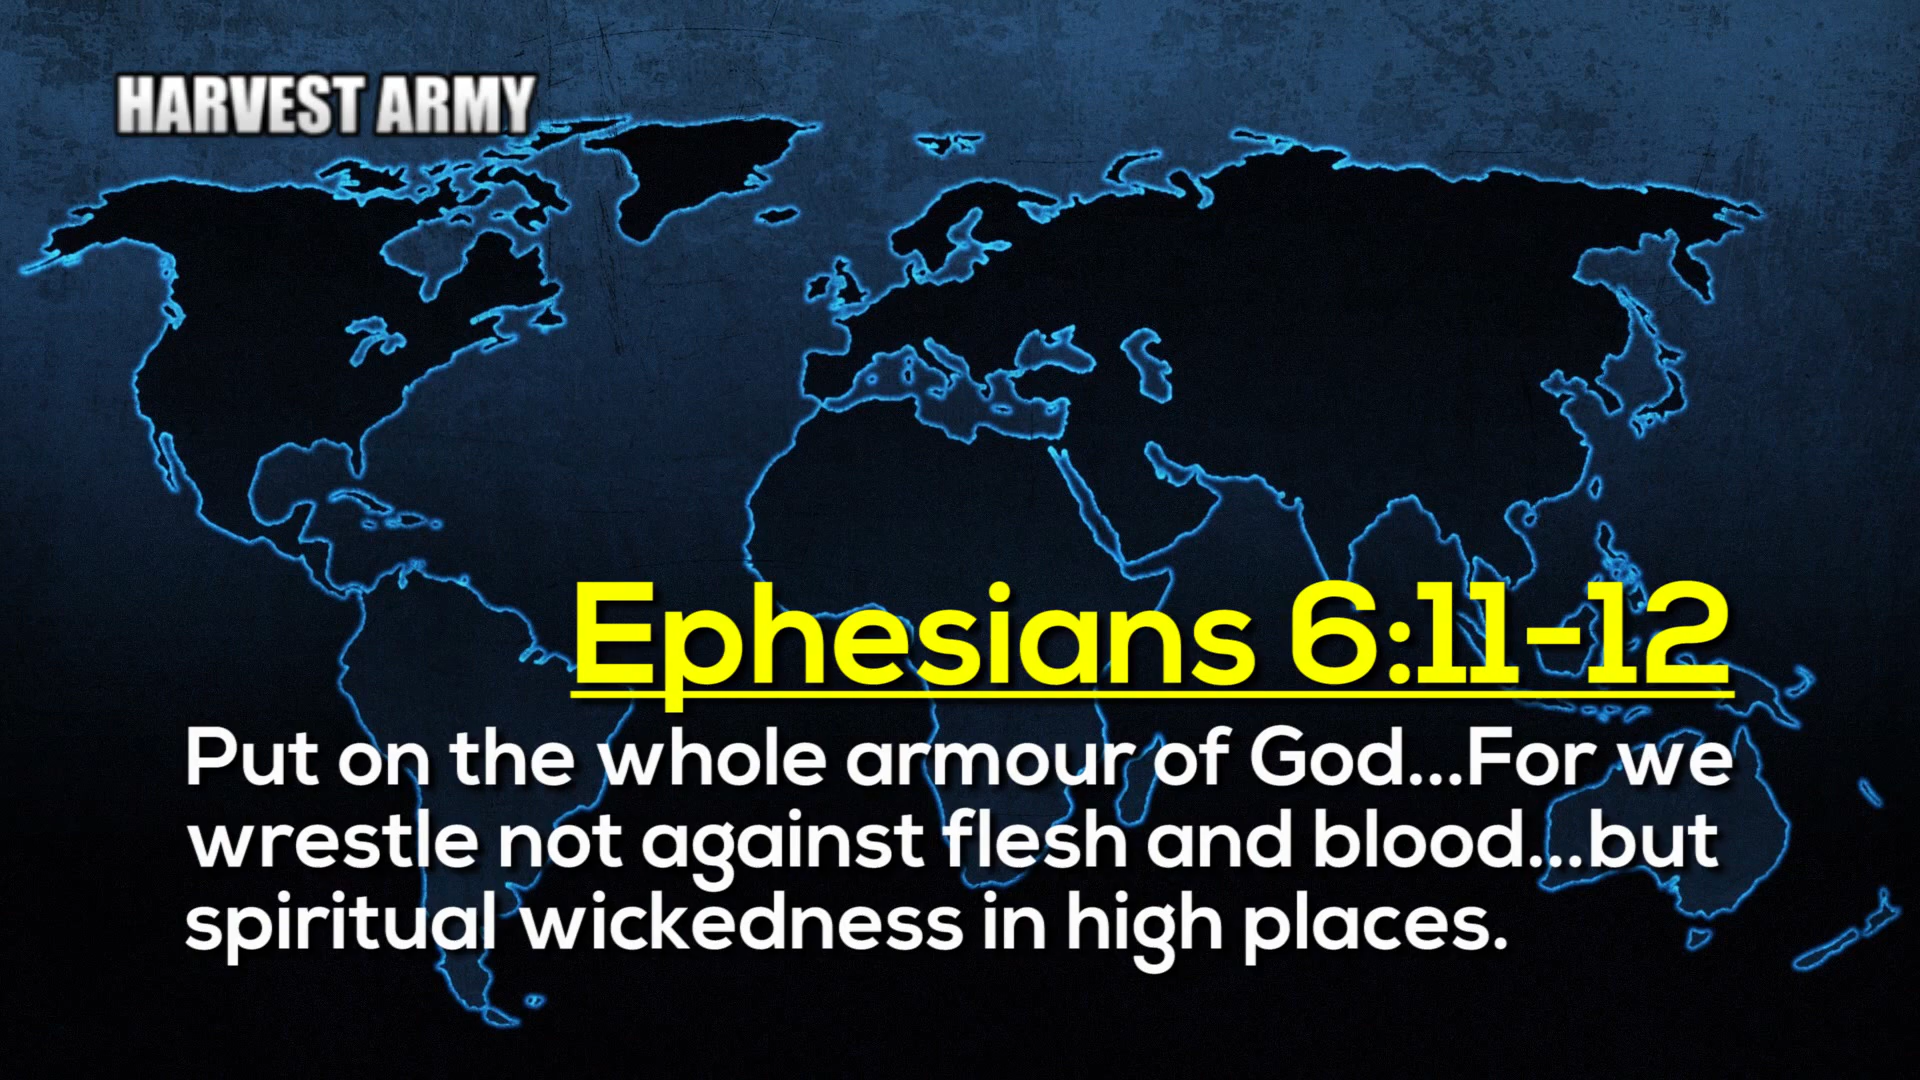 HARVEST ARMY
Ephesians 6:11-12
Put on the whole armour of God...For we
wrestle not against flesh and blood...but
spiritual wickedness in high places.